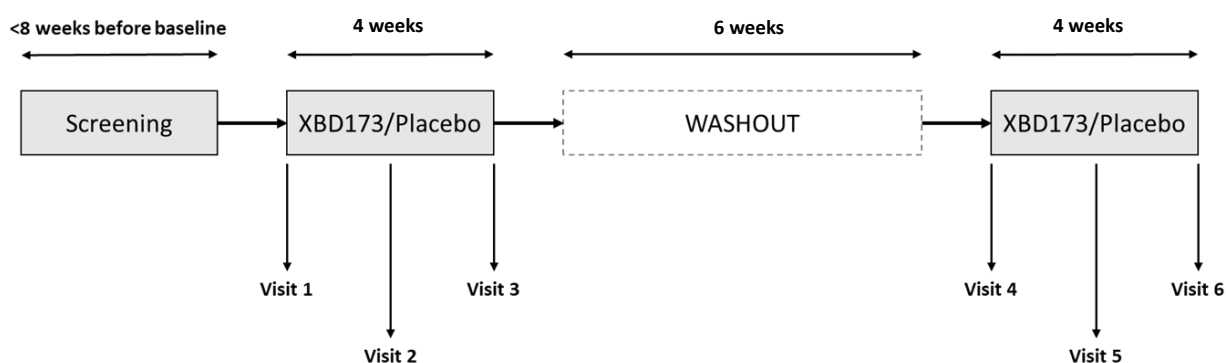 <8 weeks before baseline
4 weeks
6 weeks
4 weeks
Screening
XBD173/Placebo
WASHOUT
XBD173/Placebo
Visit 1
Visit 3
Visit 4
Visit 6
Visit 2
Visit 5